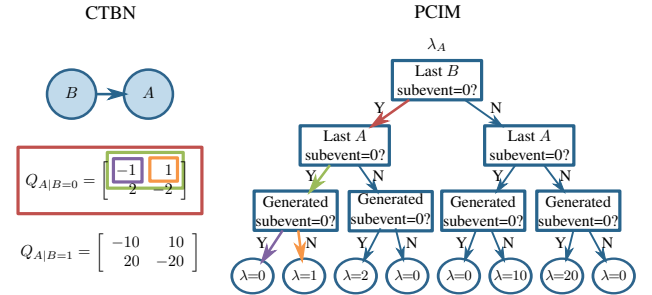 CTBN
PCIM
λ_A
B
A
Q_{A|B=0} = [ −1 1
2 −2 ]
Q_{A|B=1} = [ −10 10
20 −20 ]
Last B
subevent=0?
Y
N
Last A
subevent=0?
Last A
subevent=0?
Y
N
Y
N
Generated
subevent=0?
Generated
subevent=0?
Generated
subevent=0?
Generated
subevent=0?
Y
N
Y
N
Y
N
Y
N
λ=0
λ=1
λ=2
λ=0
λ=0
λ=10
λ=20
λ=0